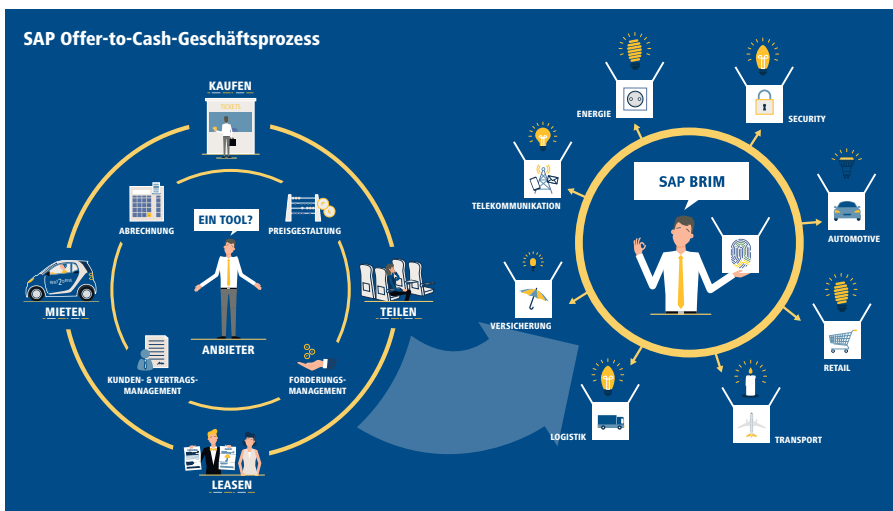 SAP Offer-to-Cash-Geschäftsprozess
KAUFEN
TICKETS
ABRECHNUNG
EIN TOOL?
PREISGESTALTUNG
MIETEN
TEILEN
ANBIETER
KUNDEN- & VERTRAGS-
MANAGEMENT
FORDERUNGS-
MANAGEMENT
LEASEN
SAP BRIM
ENERGIE
SECURITY
TELEKOMMUNIKATION
AUTOMOTIVE
VERSICHERUNG
RETAIL
LOGISTIK
TRANSPORT